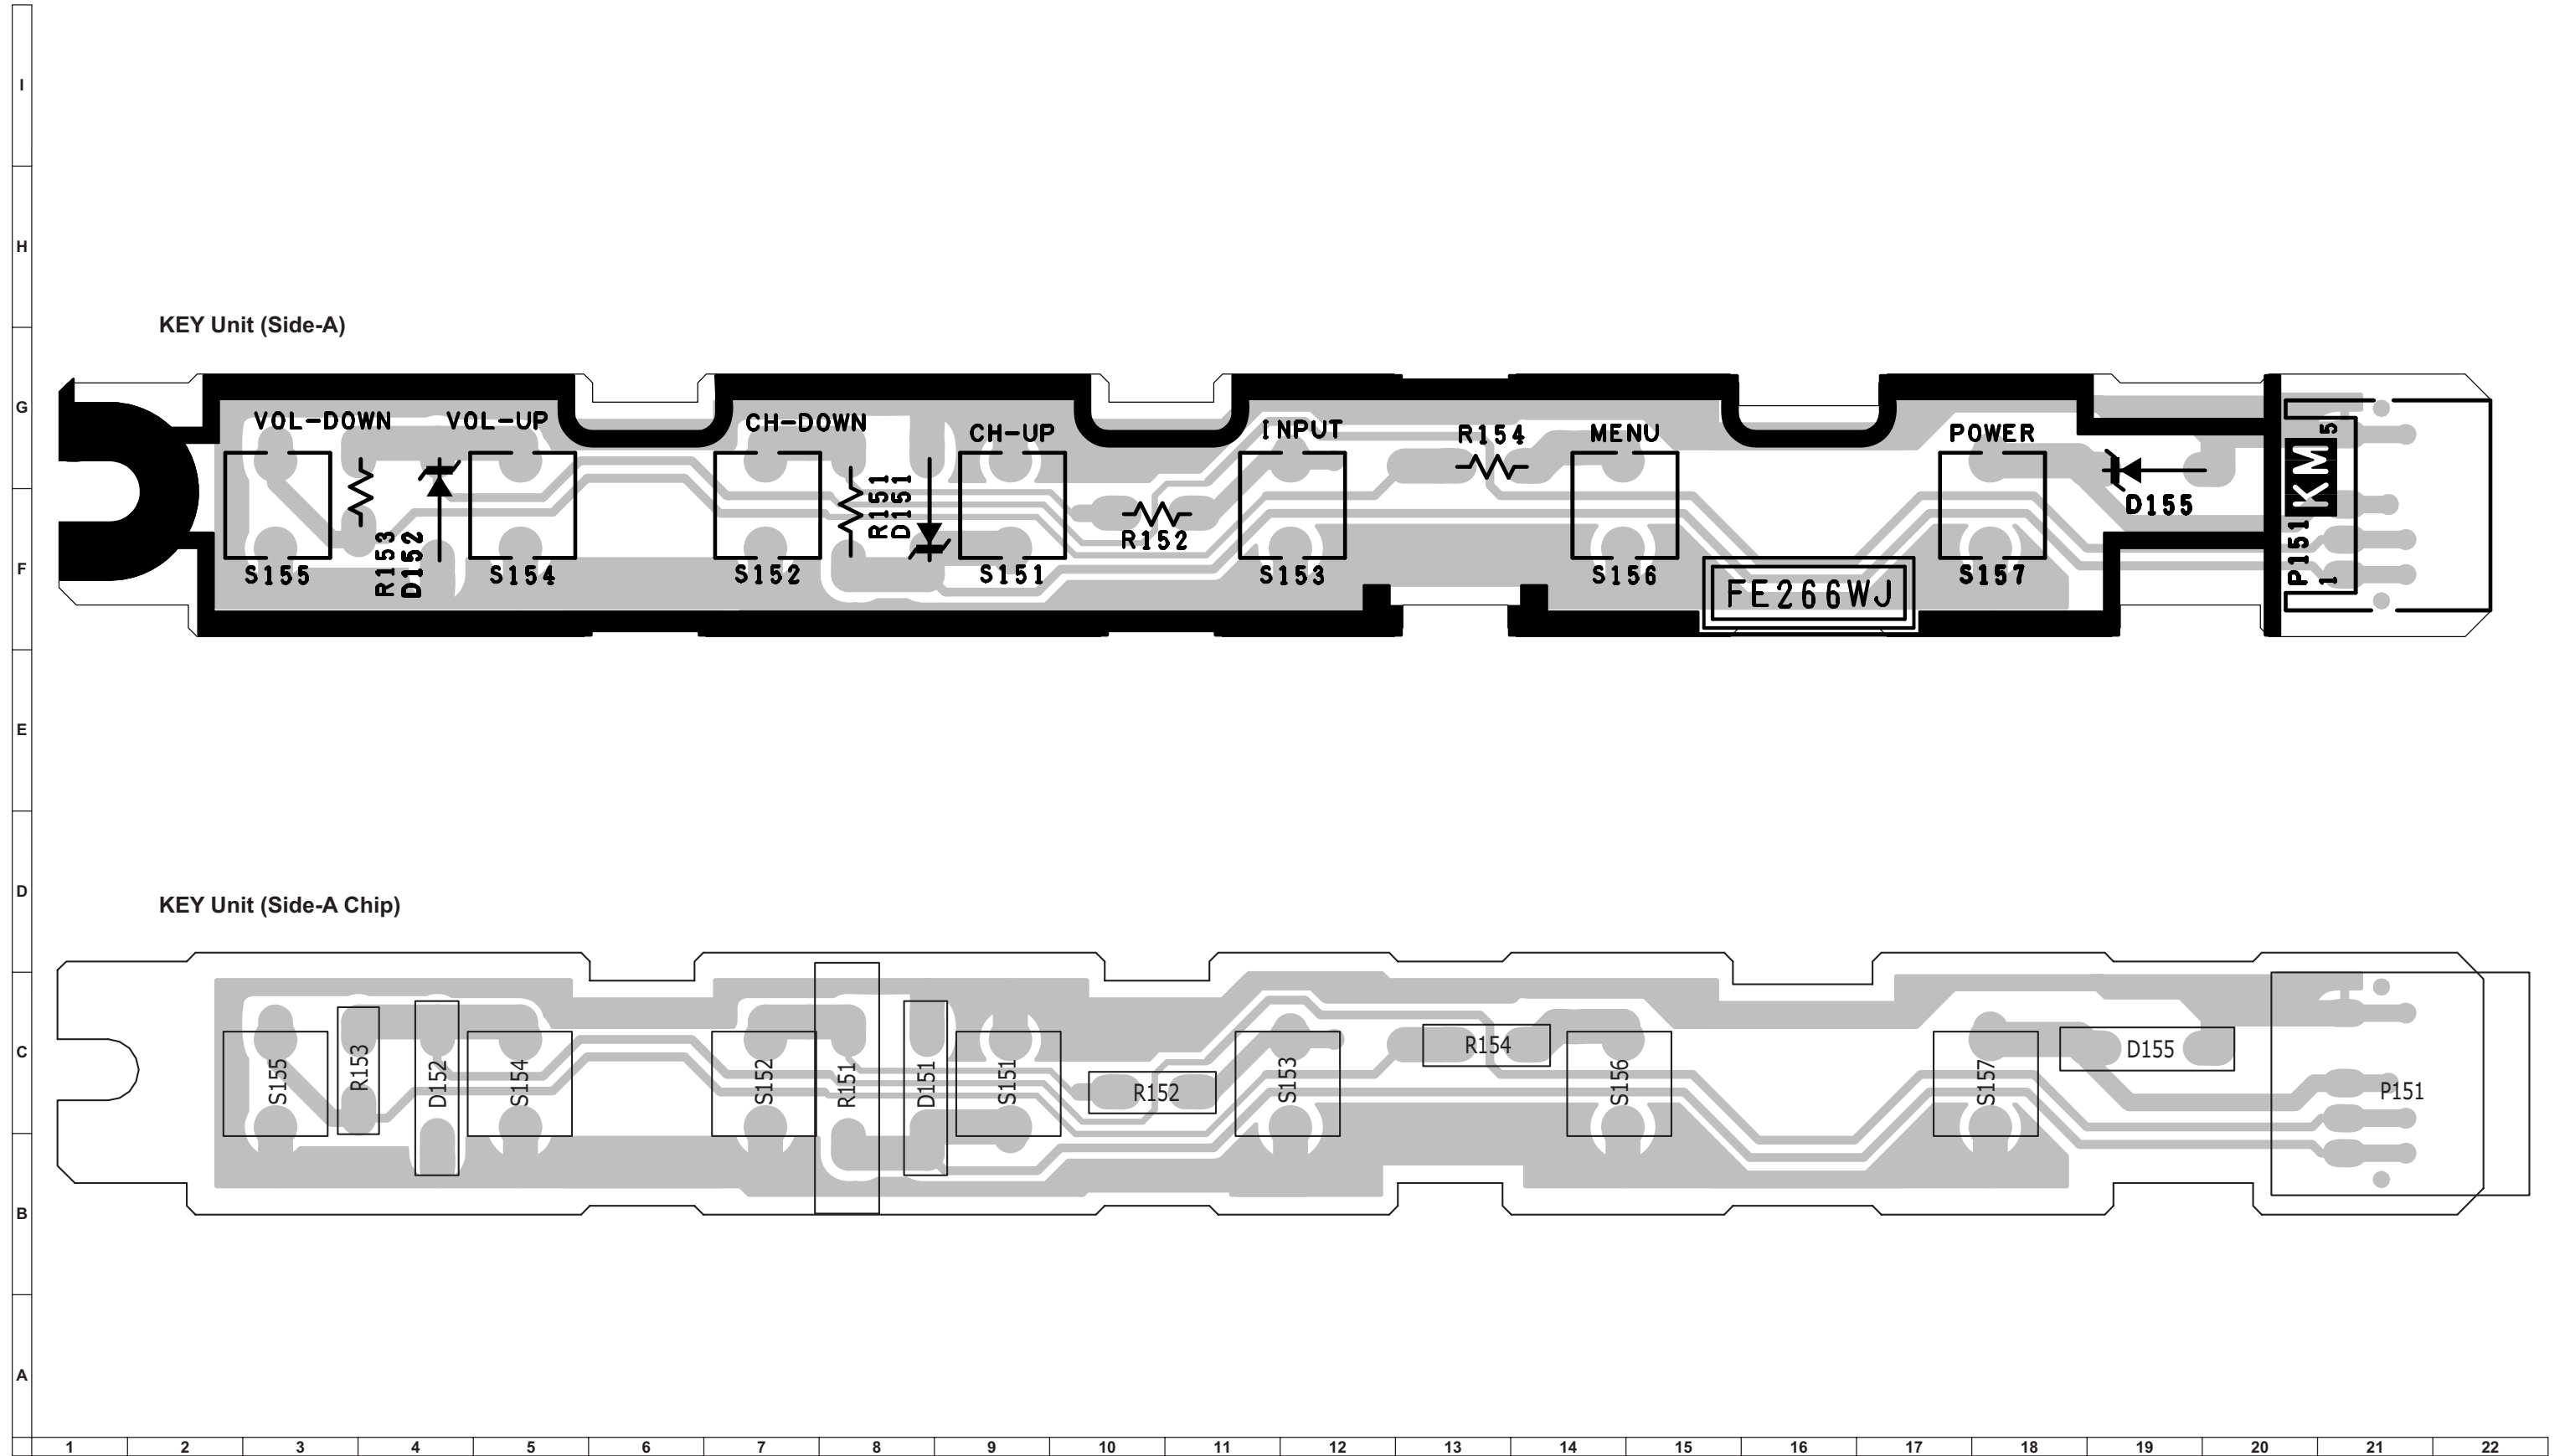 I
H
KEY Unit (Side-A)
G
VOL-DOWN VOL-UP CH-DOWN CH-UP INPUT R154 MENU POWER
R153 D152 R151 D151 R152 D155 P151 1 KM 5
F
S155 S154 S152 S151 S153 S156 S157
FE266WJ
E
D
KEY Unit (Side-A Chip)
C
S155 R153 D152 S154 S152 R151 D151 S151 R152 S153 R154 S156 S157 D155 P151
B
A
1 2 3 4 5 6 7 8 9 10 11 12 13 14 15 16 17 18 19 20 21 22